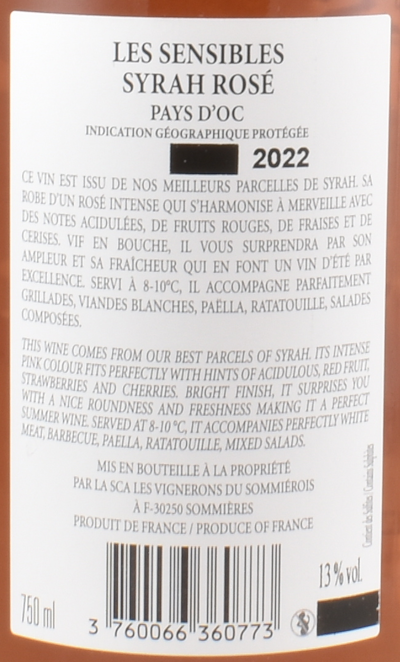 LES SENSIBLES
SYRAH ROSÉ
PAYS D'OC
INDICATION GÉOGRAPHIQUE PROTÉGÉE
2022
CE VIN EST ISSU DE NOS MEILLEURS PARCELLES DE SYRAH. SA
ROBE D'UN ROSÉ INTENSE QUI S'HARMONISE À MERVEILLE AVEC
DES NOTES ACIDULÉES, DE FRUITS ROUGES, DE FRAISES ET DE
CERISES. VIF EN BOUCHE, IL VOUS SURPRENDRA PAR SON
AMPLEUR ET SA FRAÎCHEUR QUI EN FONT UN VIN D'ÉTÉ PAR
EXCELLENCE. SERVI À 8-10°C, IL ACCOMPAGNE PARFAITEMENT
GRILLADES, VIANDES BLANCHES, PAËLLA, RATATOUILLE, SALADES
COMPOSÉES.
THIS WINE COMES FROM OUR BEST PARCELS OF SYRAH. ITS INTENSE
PINK COLOUR FITS PERFECTLY WITH HINTS OF ACIDULOUS, RED FRUIT,
STRAWBERRIES AND CHERRIES. BRIGHT FINISH, IT SURPRISES YOU
WITH A NICE ROUNDNESS AND FRESHNESS MAKING IT A PERFECT
SUMMER WINE. SERVED AT 8-10 °C, IT ACCOMPANIES PERFECTLY WHITE
MEAT, BARBECUE, PAELLA, RATATOUILLE, MIXED SALADS.
MIS EN BOUTEILLE À LA PROPRIÉTÉ
PAR LA SCA LES VIGNERONS DU SOMMIÉROIS
À F-30250 SOMMIÈRES
PRODUIT DE FRANCE / PRODUCE OF FRANCE
Contient des Sulfites / Contains Sulphites
13 % vol.
750 ml
3 760066 360773